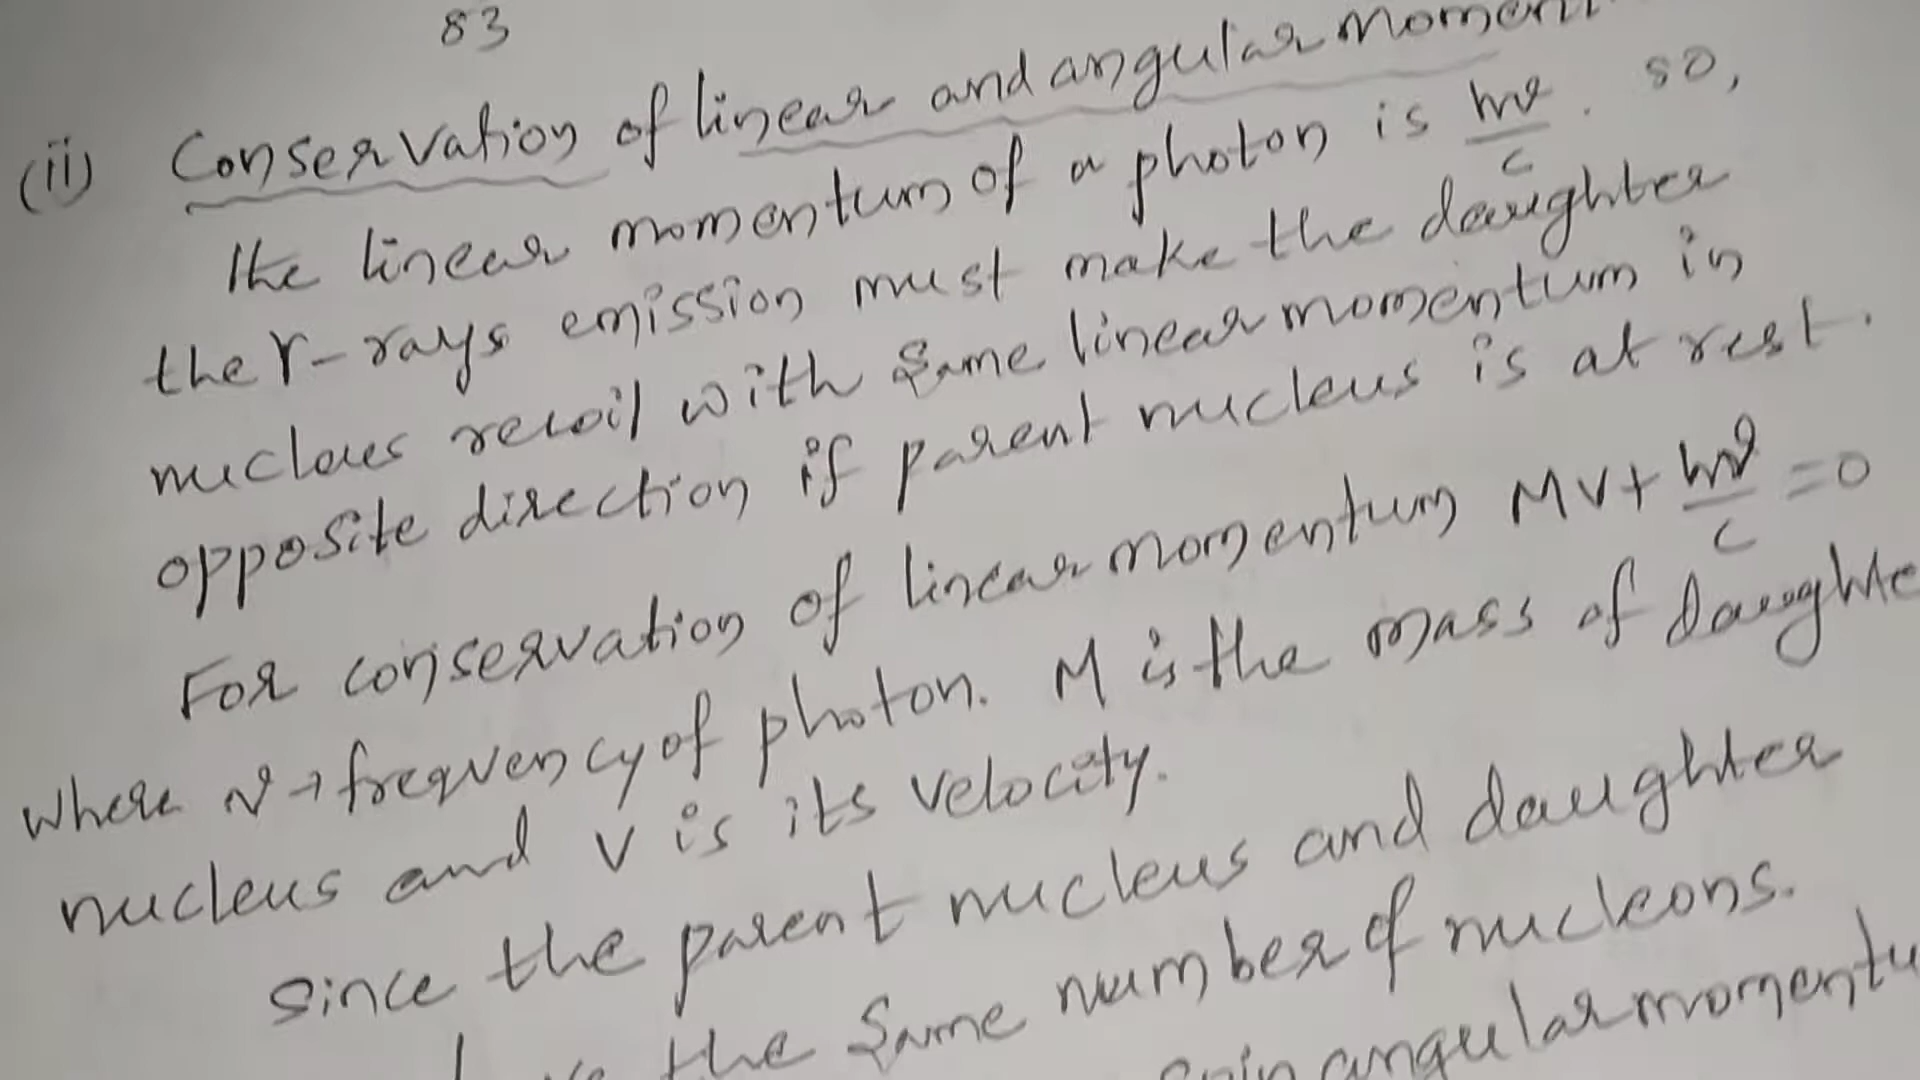 83
(ii) Conservation of linear and angular moment
the linear momentum of a photon is hν/c. so,
the γ-rays emission must make the daughter
nucleus recoil with same linear momentum in
opposite direction if parent nucleus is at rest.
For conservation of linear momentum MV + hν/c = 0
where ν → frequency of photon. M is the mass of daughte
nucleus and V is its velocity.
since the parent nucleus and daughter
the same number of nucleons.
spin angular momentu